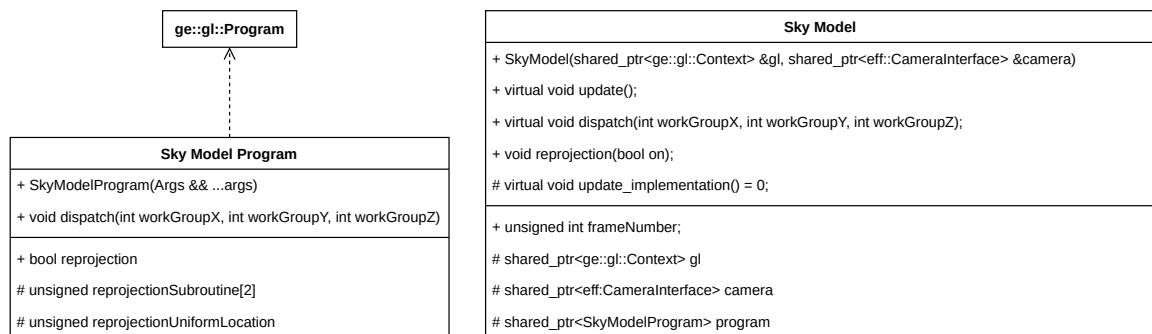 ge::gl::Program
Sky Model Program
+ SkyModelProgram(Args && ...args)
+ void dispatch(int workGroupX, int workGroupY, int workGroupZ)
+ bool reprojection
# unsigned reprojectionSubroutine[2]
# unsigned reprojectionUniformLocation
Sky Model
+ SkyModel(shared_ptr<ge::gl::Context> &gl, shared_ptr<eff::CameraInterface> &camera)
+ virtual void update();
+ virtual void dispatch(int workGroupX, int workGroupY, int workGroupZ);
+ void reprojection(bool on);
# virtual void update_implementation() = 0;
+ unsigned int frameNumber;
# shared_ptr<ge::gl::Context> gl
# shared_ptr<eff:CameraInterface> camera
# shared_ptr<SkyModelProgram> program